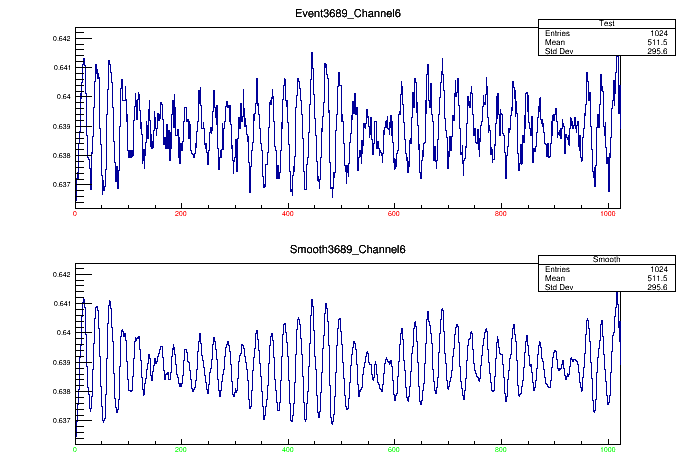 Event3689_Channel6
Test
Entries 1024
Mean 511.5
Std Dev 295.6
0.642
0.641
0.64
0.639
0.638
0.637
0 200 400 600 800 1000
Smooth3689_Channel6
Smooth
Entries 1024
Mean 511.5
Std Dev 295.6
0.642
0.641
0.64
0.639
0.638
0.637
0 200 400 600 800 1000